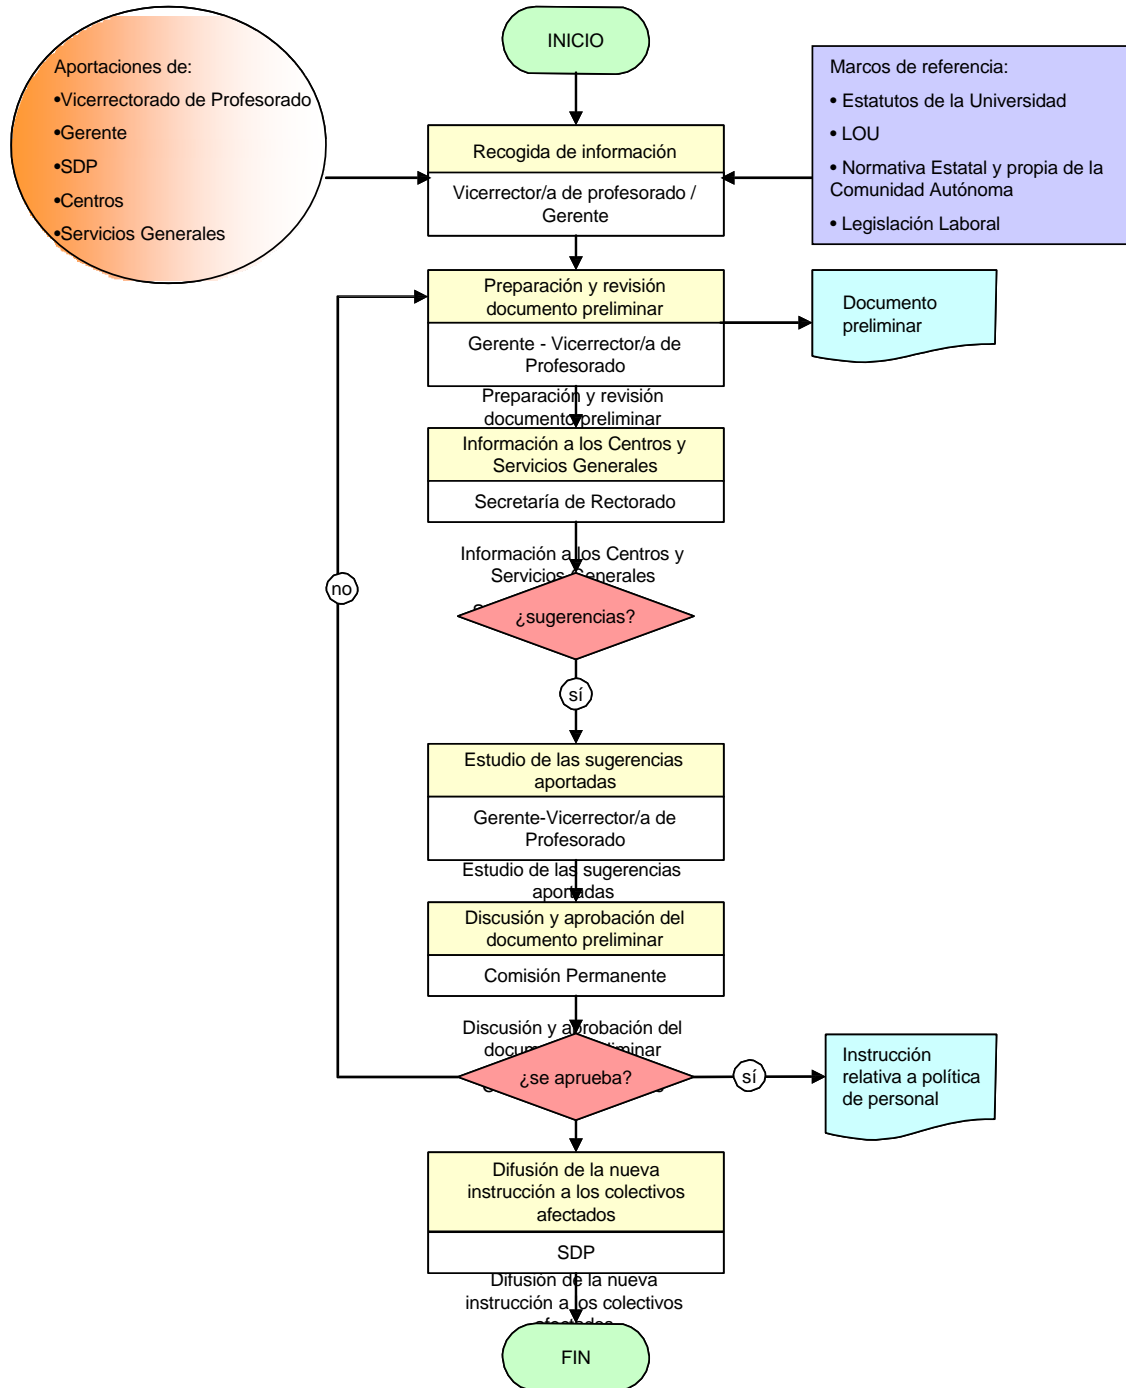 INICIO
Aportaciones de:
•Vicerrectorado de Profesorado
•Gerente
•SDP
•Centros
•Servicios Generales
Marcos de referencia:
• Estatutos de la Universidad
• LOU
• Normativa Estatal y propia de la
Comunidad Autónoma
• Legislación Laboral
Recogida de información
Vicerrector/a de profesorado /
Gerente
Preparación y revisión
documento preliminar
Gerente - Vicerrector/a de
Profesorado
Documento
preliminar
Preparación y revisión
documento preliminar
Información a los Centros y
Servicios Generales
Secretaría de Rectorado
Información a los Centros y
Servicios Generales
no
¿sugerencias?
sí
Estudio de las sugerencias
aportadas
Gerente-Vicerrector/a de
Profesorado
Estudio de las sugerencias
aportadas
Discusión y aprobación del
documento preliminar
Comisión Permanente
Discusión y aprobación del
documento preliminar
¿se aprueba?
sí
Instrucción
relativa a política
de personal
Difusión de la nueva
instrucción a los colectivos
afectados
SDP
Difusión de la nueva
instrucción a los colectivos
afectados
FIN